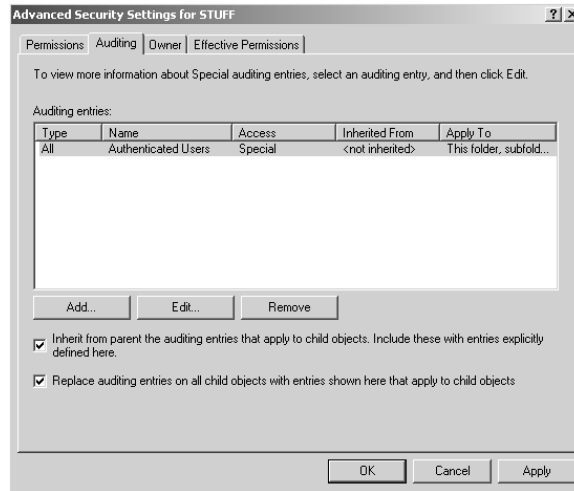 Advanced Security Settings for STUFF
Permissions Auditing Owner Effective Permissions
To view more information about Special auditing entries, select an auditing entry, and then click Edit.
Auditing entries:
Type Name Access Inherited From Apply To
All Authenticated Users Special <not inherited> This folder, subfold...
Add... Edit... Remove
Inherit from parent the auditing entries that apply to child objects. Include these with entries explicitly
defined here.
Replace auditing entries on all child objects with entries shown here that apply to child objects
OK Cancel Apply